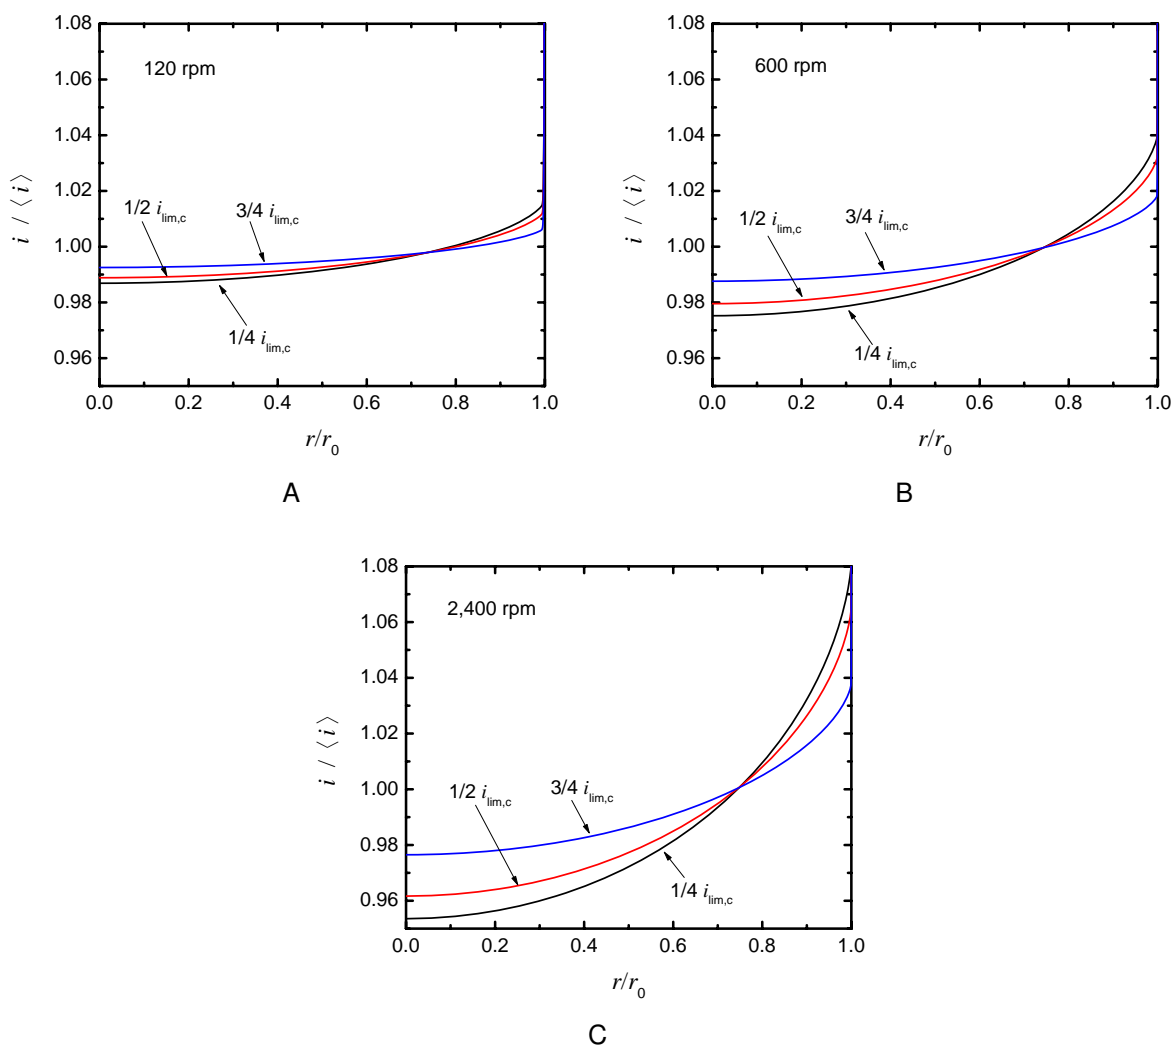 120 rpm
1.08
1.06
1.04
1.02
1.00
0.98
0.96
i / ⟨i⟩
1/2 i_lim,c
3/4 i_lim,c
1/4 i_lim,c
0.0 0.2 0.4 0.6 0.8 1.0
r/r_0
A
600 rpm
1.08
1.06
1.04
1.02
1.00
0.98
0.96
i / ⟨i⟩
1/2 i_lim,c
3/4 i_lim,c
1/4 i_lim,c
0.0 0.2 0.4 0.6 0.8 1.0
r/r_0
B
2,400 rpm
1.08
1.06
1.04
1.02
1.00
0.98
0.96
i / ⟨i⟩
1/2 i_lim,c
3/4 i_lim,c
1/4 i_lim,c
0.0 0.2 0.4 0.6 0.8 1.0
r/r_0
C